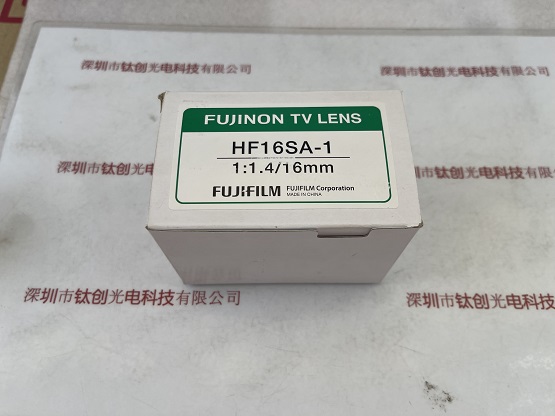 深圳市钛创光电科技有限公司
深圳市钛创光电科技有限公司
FUJINON TV LENS
HF16SA-1
1:1.4/16mm
FUJIFILM FUJIFILM Corporation
MADE IN CHINA
深圳市钛创光电科技有限公司
深圳市钛创光电科技有限公司
深圳市钛创光电科技有限公司
深圳市钛创光电科技有